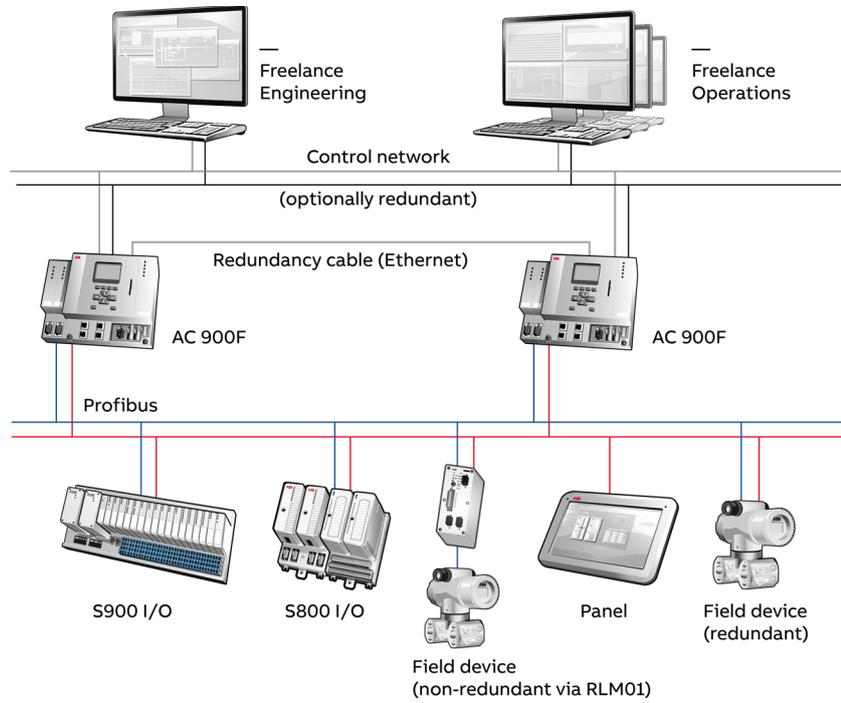 Freelance
Engineering
Freelance
Operations
Control network
(optionally redundant)
Redundancy cable (Ethernet)
AC 900F
AC 900F
Profibus
S900 I/O
S800 I/O
Panel
Field device
(redundant)
Field device
(non-redundant via RLM01)